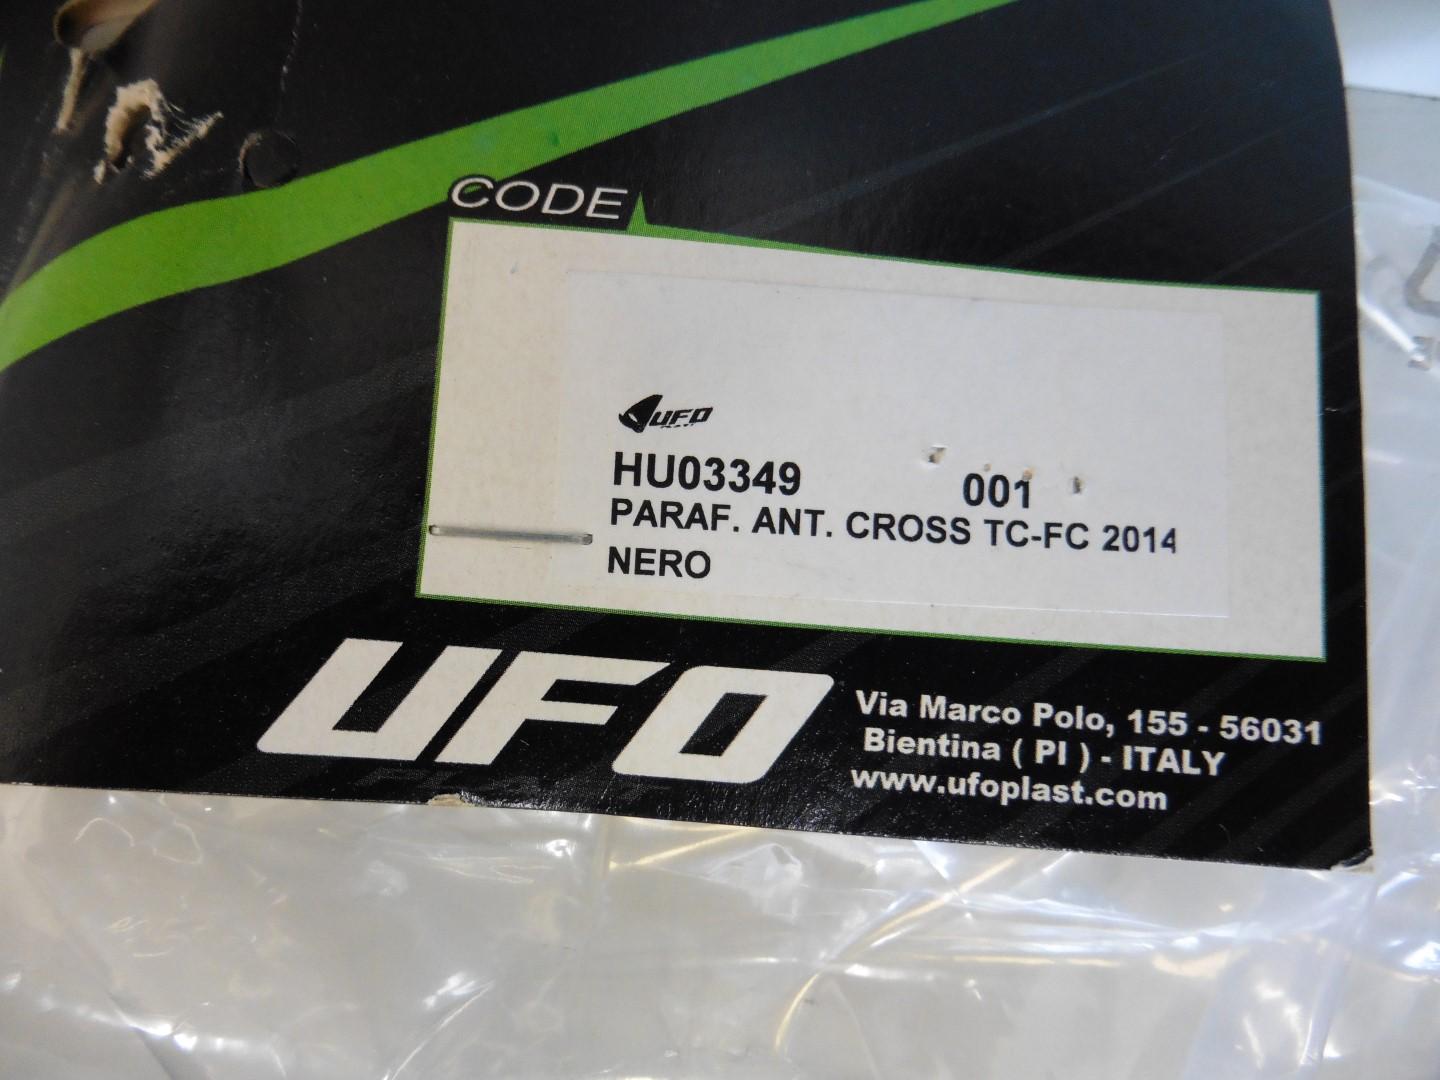 CODE
UFO
HU03349 001
PARAF. ANT. CROSS TC-FC 2014
NERO
UFO
Via Marco Polo, 155 - 56031
Bientina ( PI ) - ITALY
www.ufoplast.com